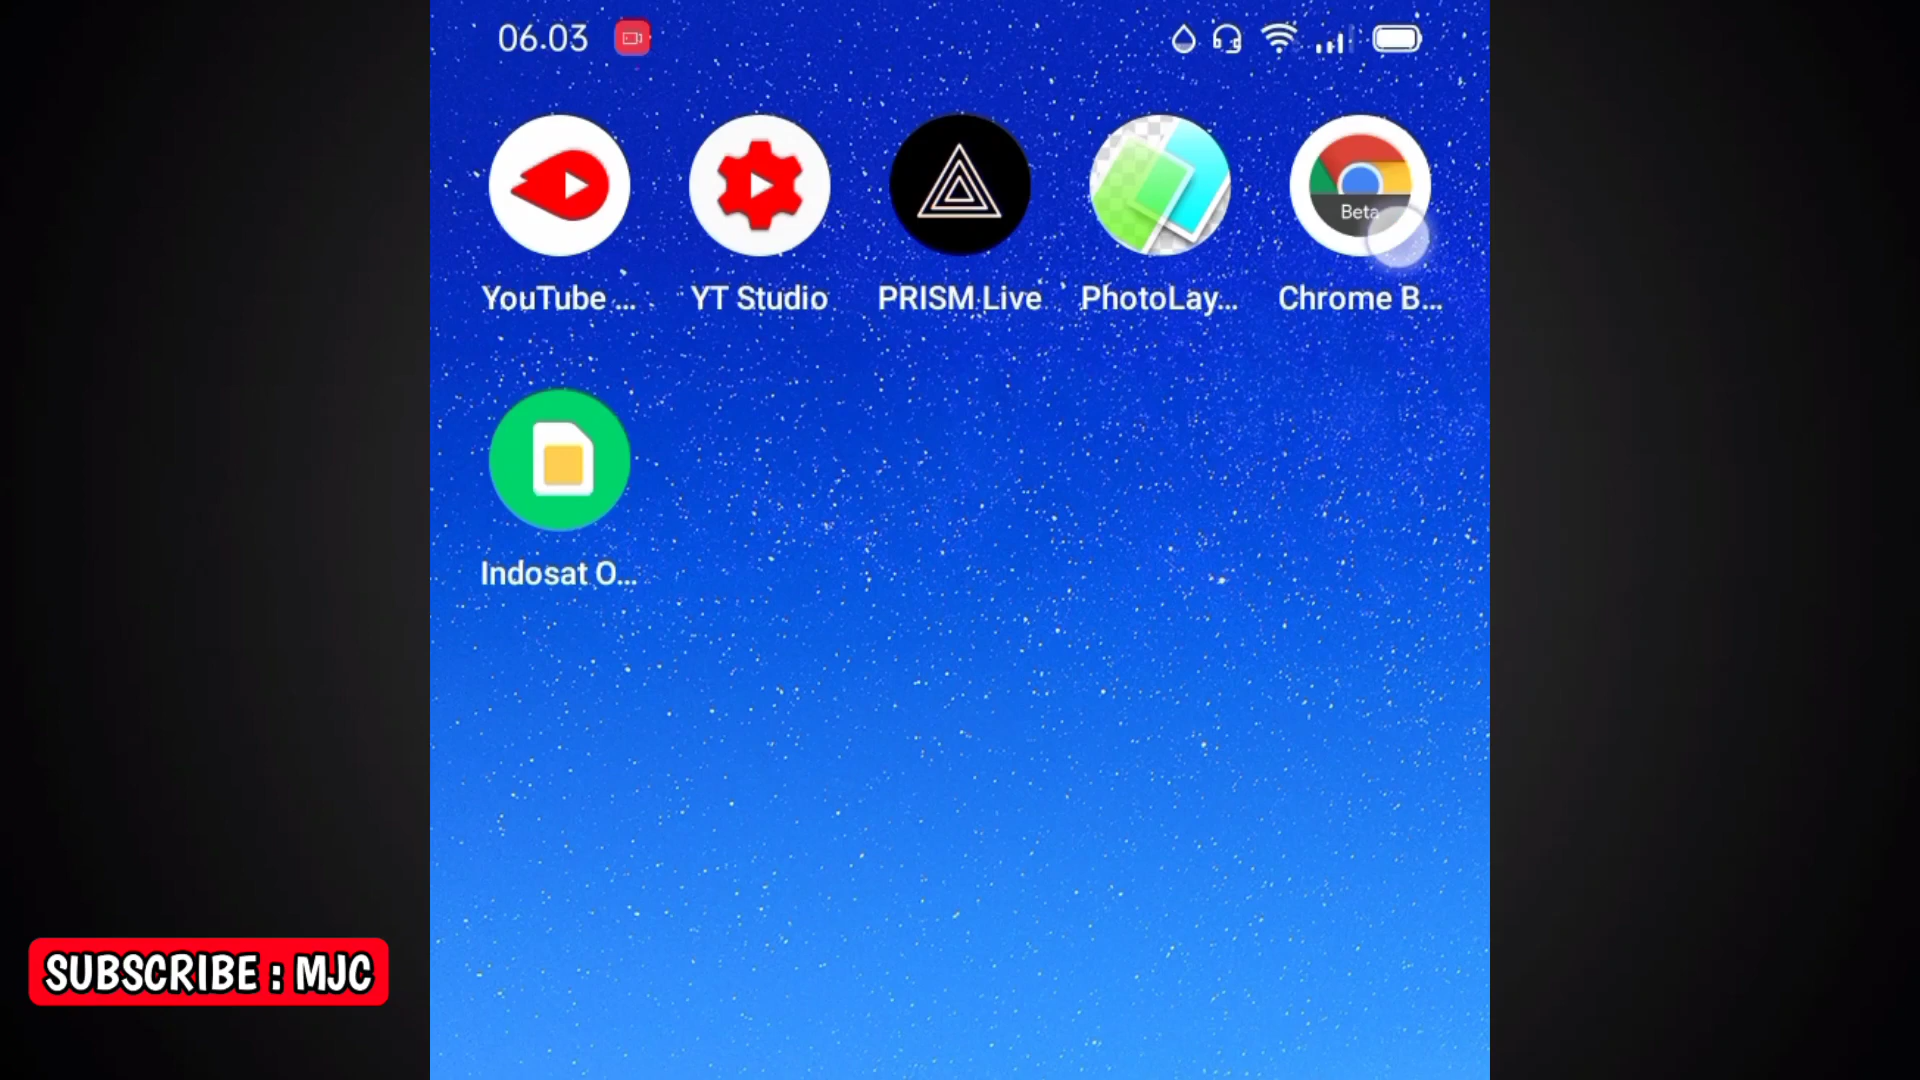 06.03
Beta
YouTube ...
YT Studio
PRISM Live
PhotoLay...
Chrome B...
Indosat O...
SUBSCRIBE : MJC